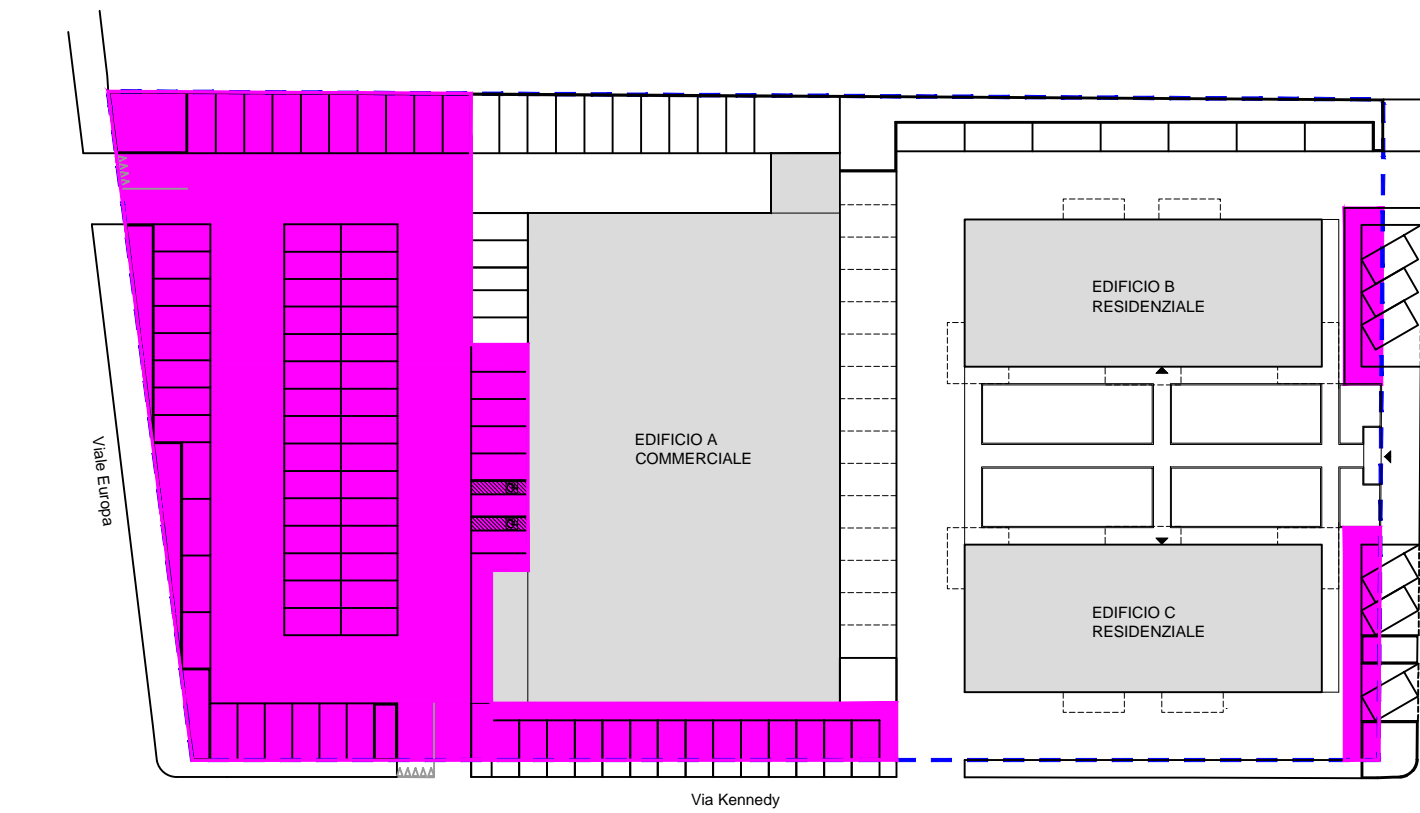 EDIFICIO B
RESIDENZIALE
EDIFICIO A
COMMERCIALE
Viale Europa
EDIFICIO C
RESIDENZIALE
Via Kennedy